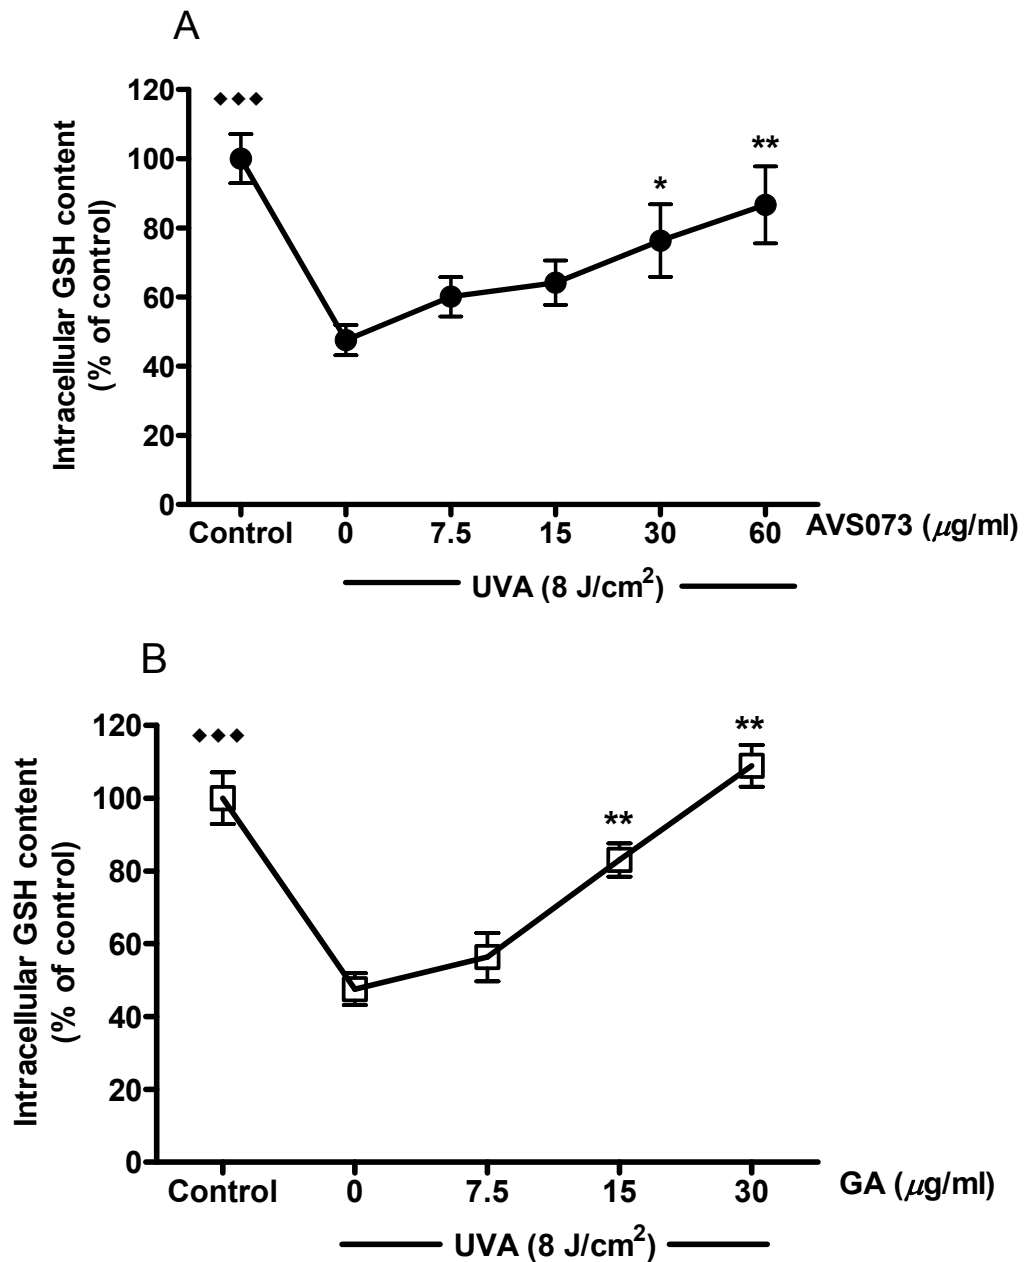 A
Intracellular GSH content
(% of control)
120
100
80
60
40
20
0
♦♦♦
*
**
Control 0 7.5 15 30 60 AVS073 (μg/ml)
UVA (8 J/cm²)
B
Intracellular GSH content
(% of control)
120
100
80
60
40
20
0
♦♦♦
**
**
Control 0 7.5 15 30 GA (μg/ml)
UVA (8 J/cm²)